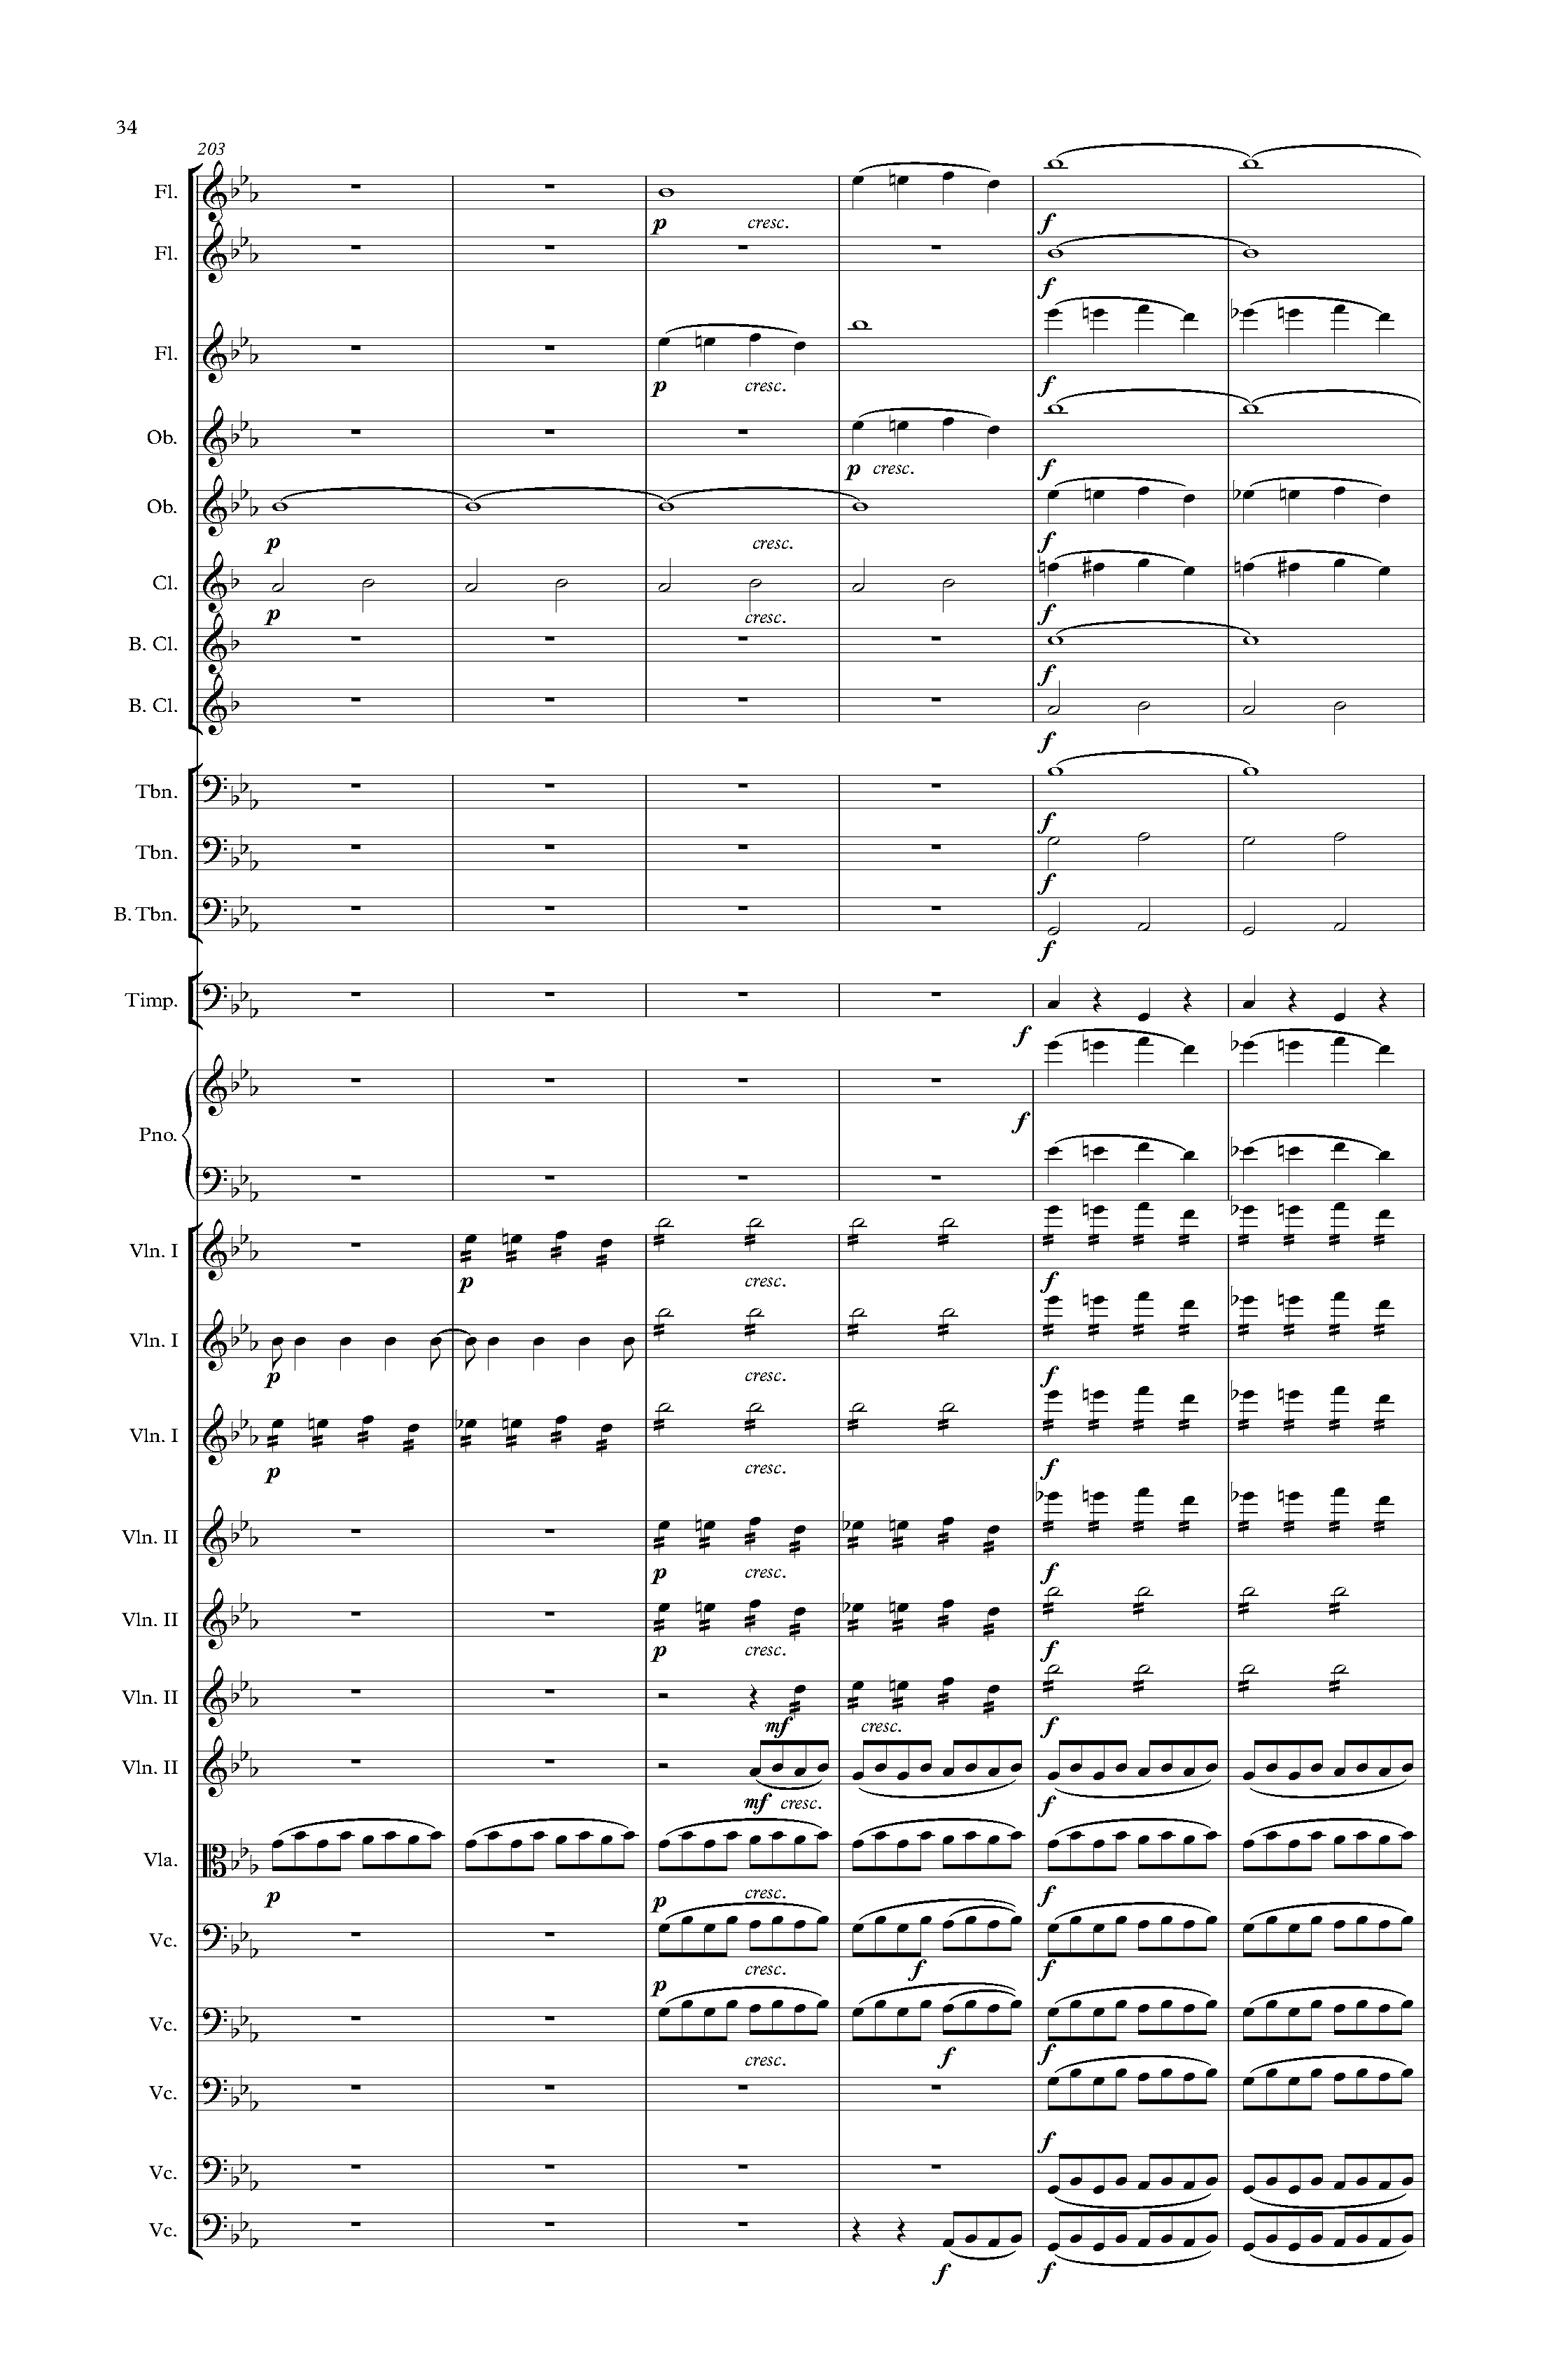 34
203
Fl.
p cresc. f
Fl.
f
Fl.
p cresc. f
Ob.
p cresc. f
Ob.
p cresc. f
Cl.
p cresc. f
B. Cl.
f
B. Cl.
f
Tbn.
f
Tbn.
f
B. Tbn.
f
Timp.
f
f
Pno.
Vln. I
p cresc. f
Vln. I
p cresc. f
Vln. I
p cresc. f
Vln. II
p cresc. f
Vln. II
p cresc. f
Vln. II
mf cresc. f
Vln. II
mf cresc. f
Vla.
p cresc. f
p
Vc.
cresc. f f
p
Vc.
cresc. f f
Vc.
f
Vc.
Vc.
f f